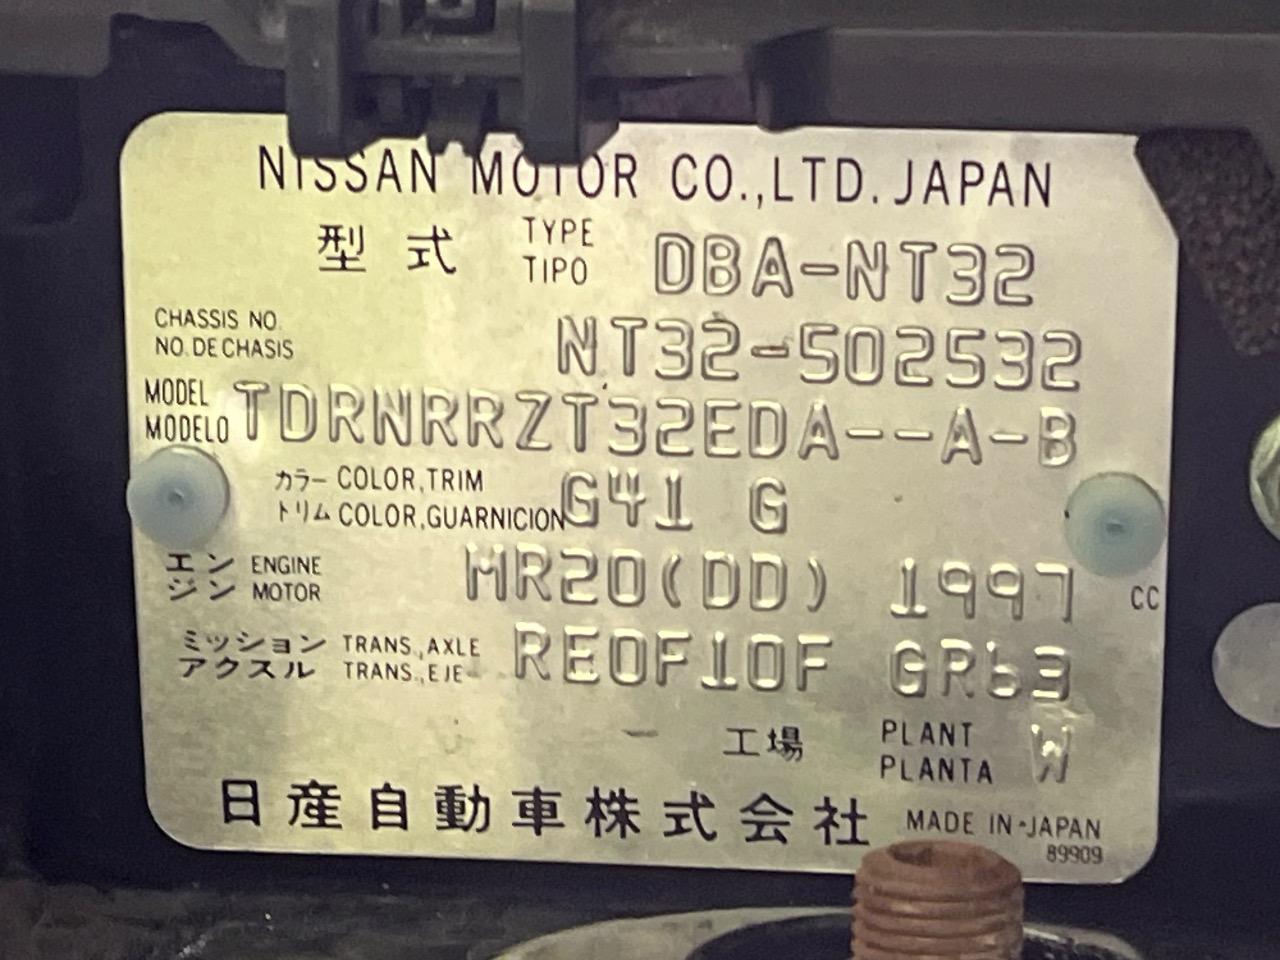 NISSAN MOTOR CO.,LTD. JAPAN
型式 TYPE DBA-NT32
TIPO
CHASSIS NO. NT32-502532
NO. DE CHASIS
MODEL TDRNRRZT32EDA--A-B
MODELO
カラー COLOR,TRIM G41 G
トリム COLOR,GUARNICION
エン ENGINE MR20(DD) 1997 CC
ジン MOTOR
ミッション TRANS.,AXLE RE0F10F GR63
アクスル TRANS.,EJE
工場 PLANT W
PLANTA
日産自動車株式会社 MADE IN JAPAN
89909